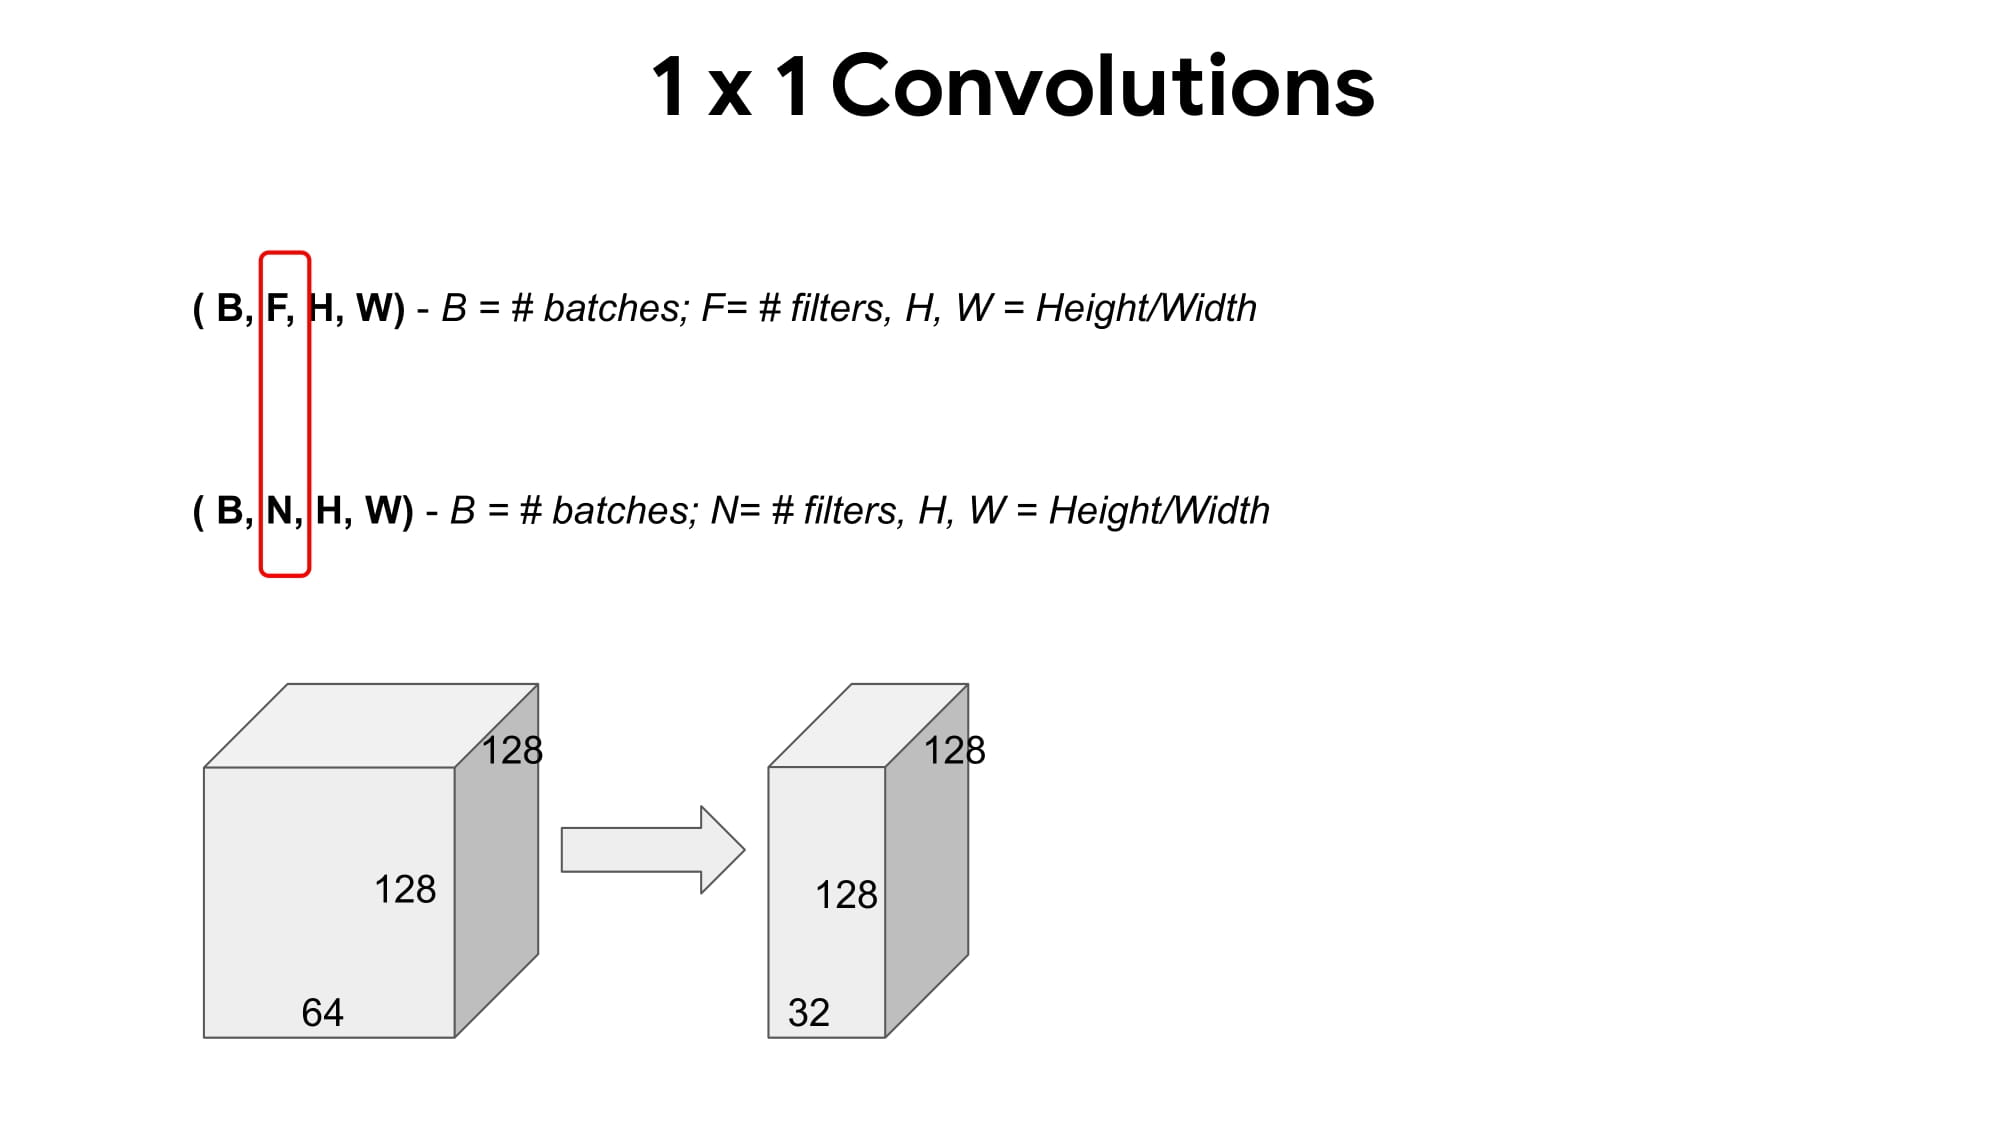 1 x 1 Convolutions
( B, F, H, W) - B = # batches; F= # filters, H, W = Height/Width
( B, N, H, W) - B = # batches; N= # filters, H, W = Height/Width
128
128
128
128
64
32